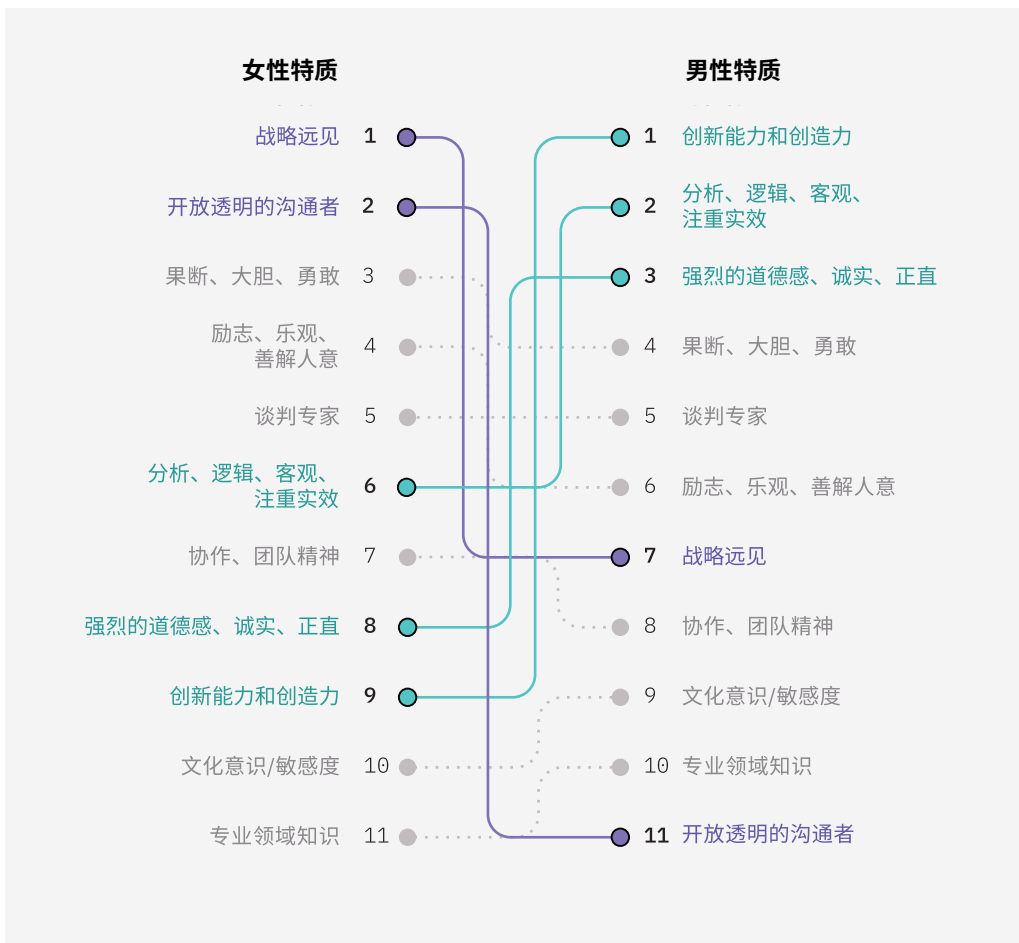 女性特质
男性特质
战略远见 1
1 创新能力和创造力
开放透明的沟通者 2
2 分析、逻辑、客观、
注重实效
果断、大胆、勇敢 3
3 强烈的道德感、诚实、正直
励志、乐观、
善解人意 4
4 果断、大胆、勇敢
谈判专家 5
5 谈判专家
分析、逻辑、客观、
注重实效 6
6 励志、乐观、善解人意
协作、团队精神 7
7 战略远见
强烈的道德感、诚实、正直 8
8 协作、团队精神
创新能力和创造力 9
9 文化意识/敏感度
文化意识/敏感度 10
10 专业领域知识
专业领域知识 11
11 开放透明的沟通者